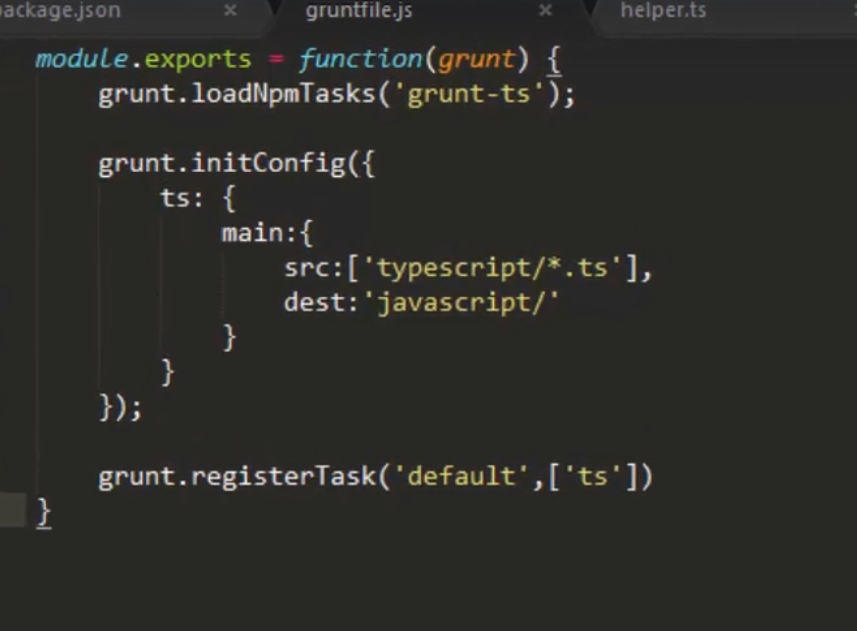 package.json × gruntfile.js × helper.ts
module.exports = function(grunt) {
grunt.loadNpmTasks('grunt-ts');
grunt.initConfig({
ts: {
main:{
src:['typescript/*.ts'],
dest:'javascript/'
}
}
});
grunt.registerTask('default',['ts'])
}